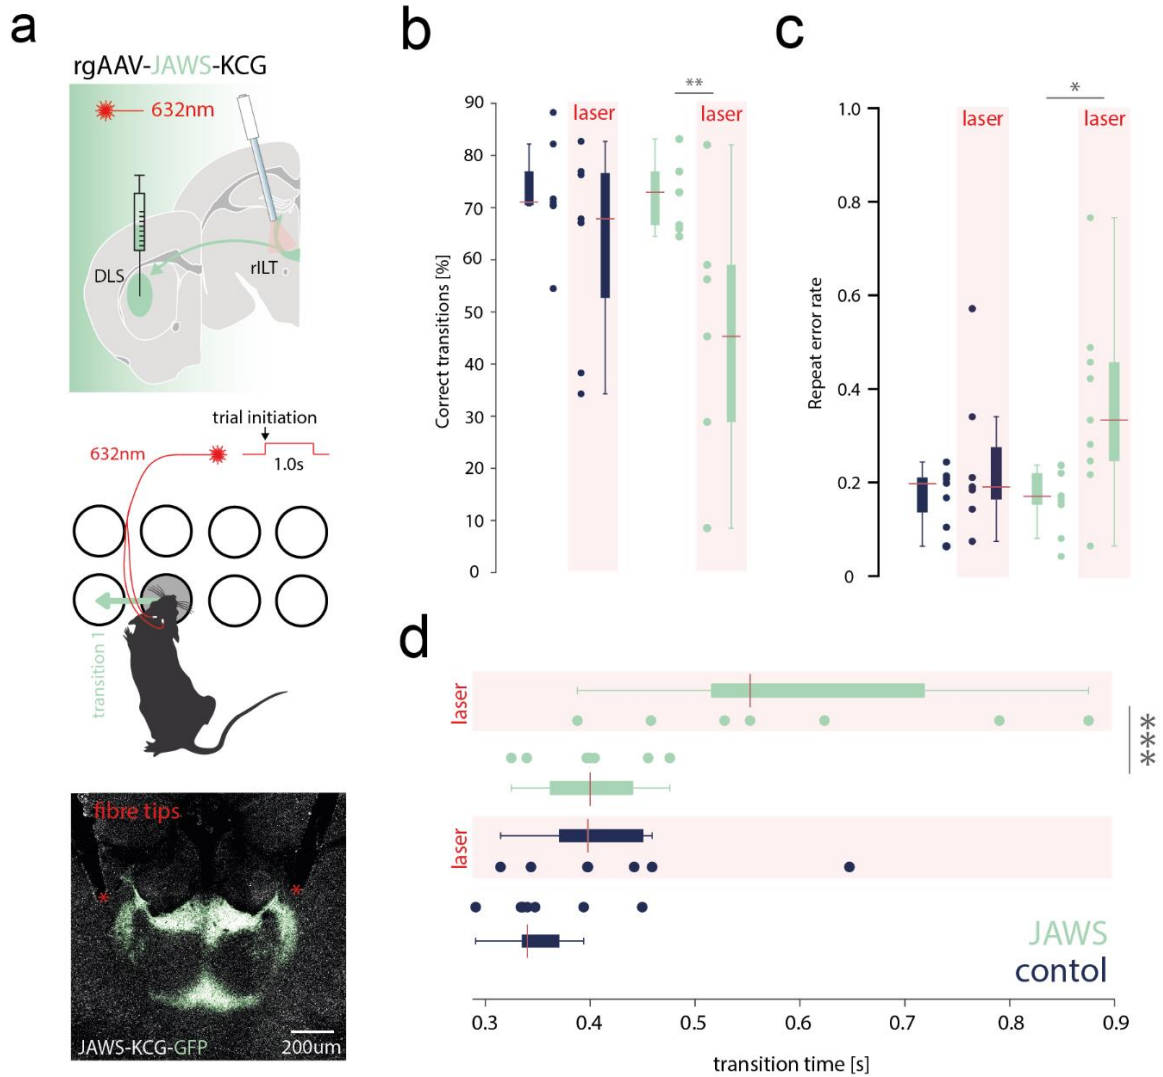 a
rgAAV-JAWS-KCG
632nm
DLS
rILT
trial initiation
632nm
1.0s
transition 1
fibre tips
*
*
JAWS-KCG-GFP
200um
b
**
laser
laser
Correct transitions [%]
90
80
70
60
50
40
30
20
10
0
c
*
laser
laser
Repeat error rate
1.0
0.8
0.6
0.4
0.2
0
d
laser
laser
***
JAWS
contol
0.3
0.4
0.5
0.6
0.7
0.8
0.9
transition time [s]